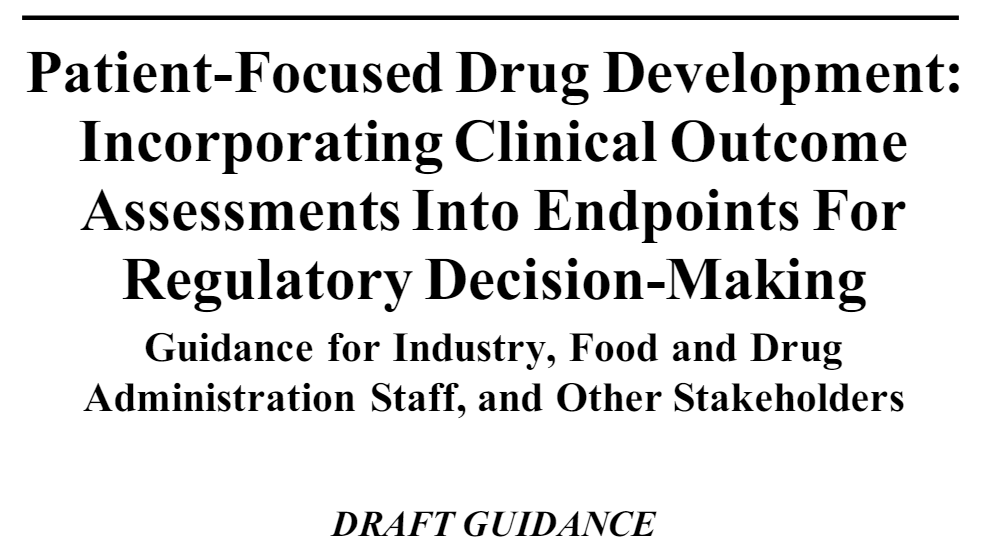 Patient-Focused Drug Development:
Incorporating Clinical Outcome
Assessments Into Endpoints For
Regulatory Decision-Making
Guidance for Industry, Food and Drug
Administration Staff, and Other Stakeholders
DRAFT GUIDANCE